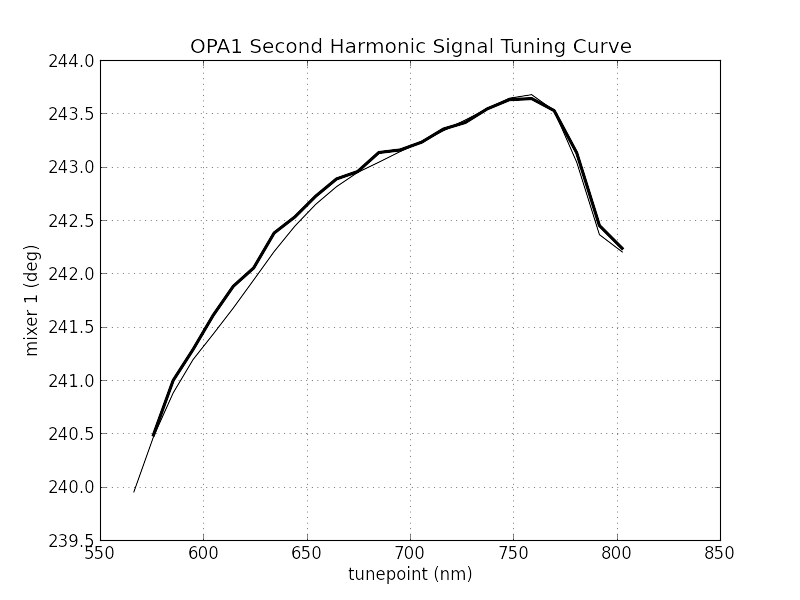 OPA1 Second Harmonic Signal Tuning Curve
244.0
243.5
243.0
242.5
242.0
241.5
241.0
240.5
240.0
239.5
mixer 1 (deg)
550 600 650 700 750 800 850
tunepoint (nm)